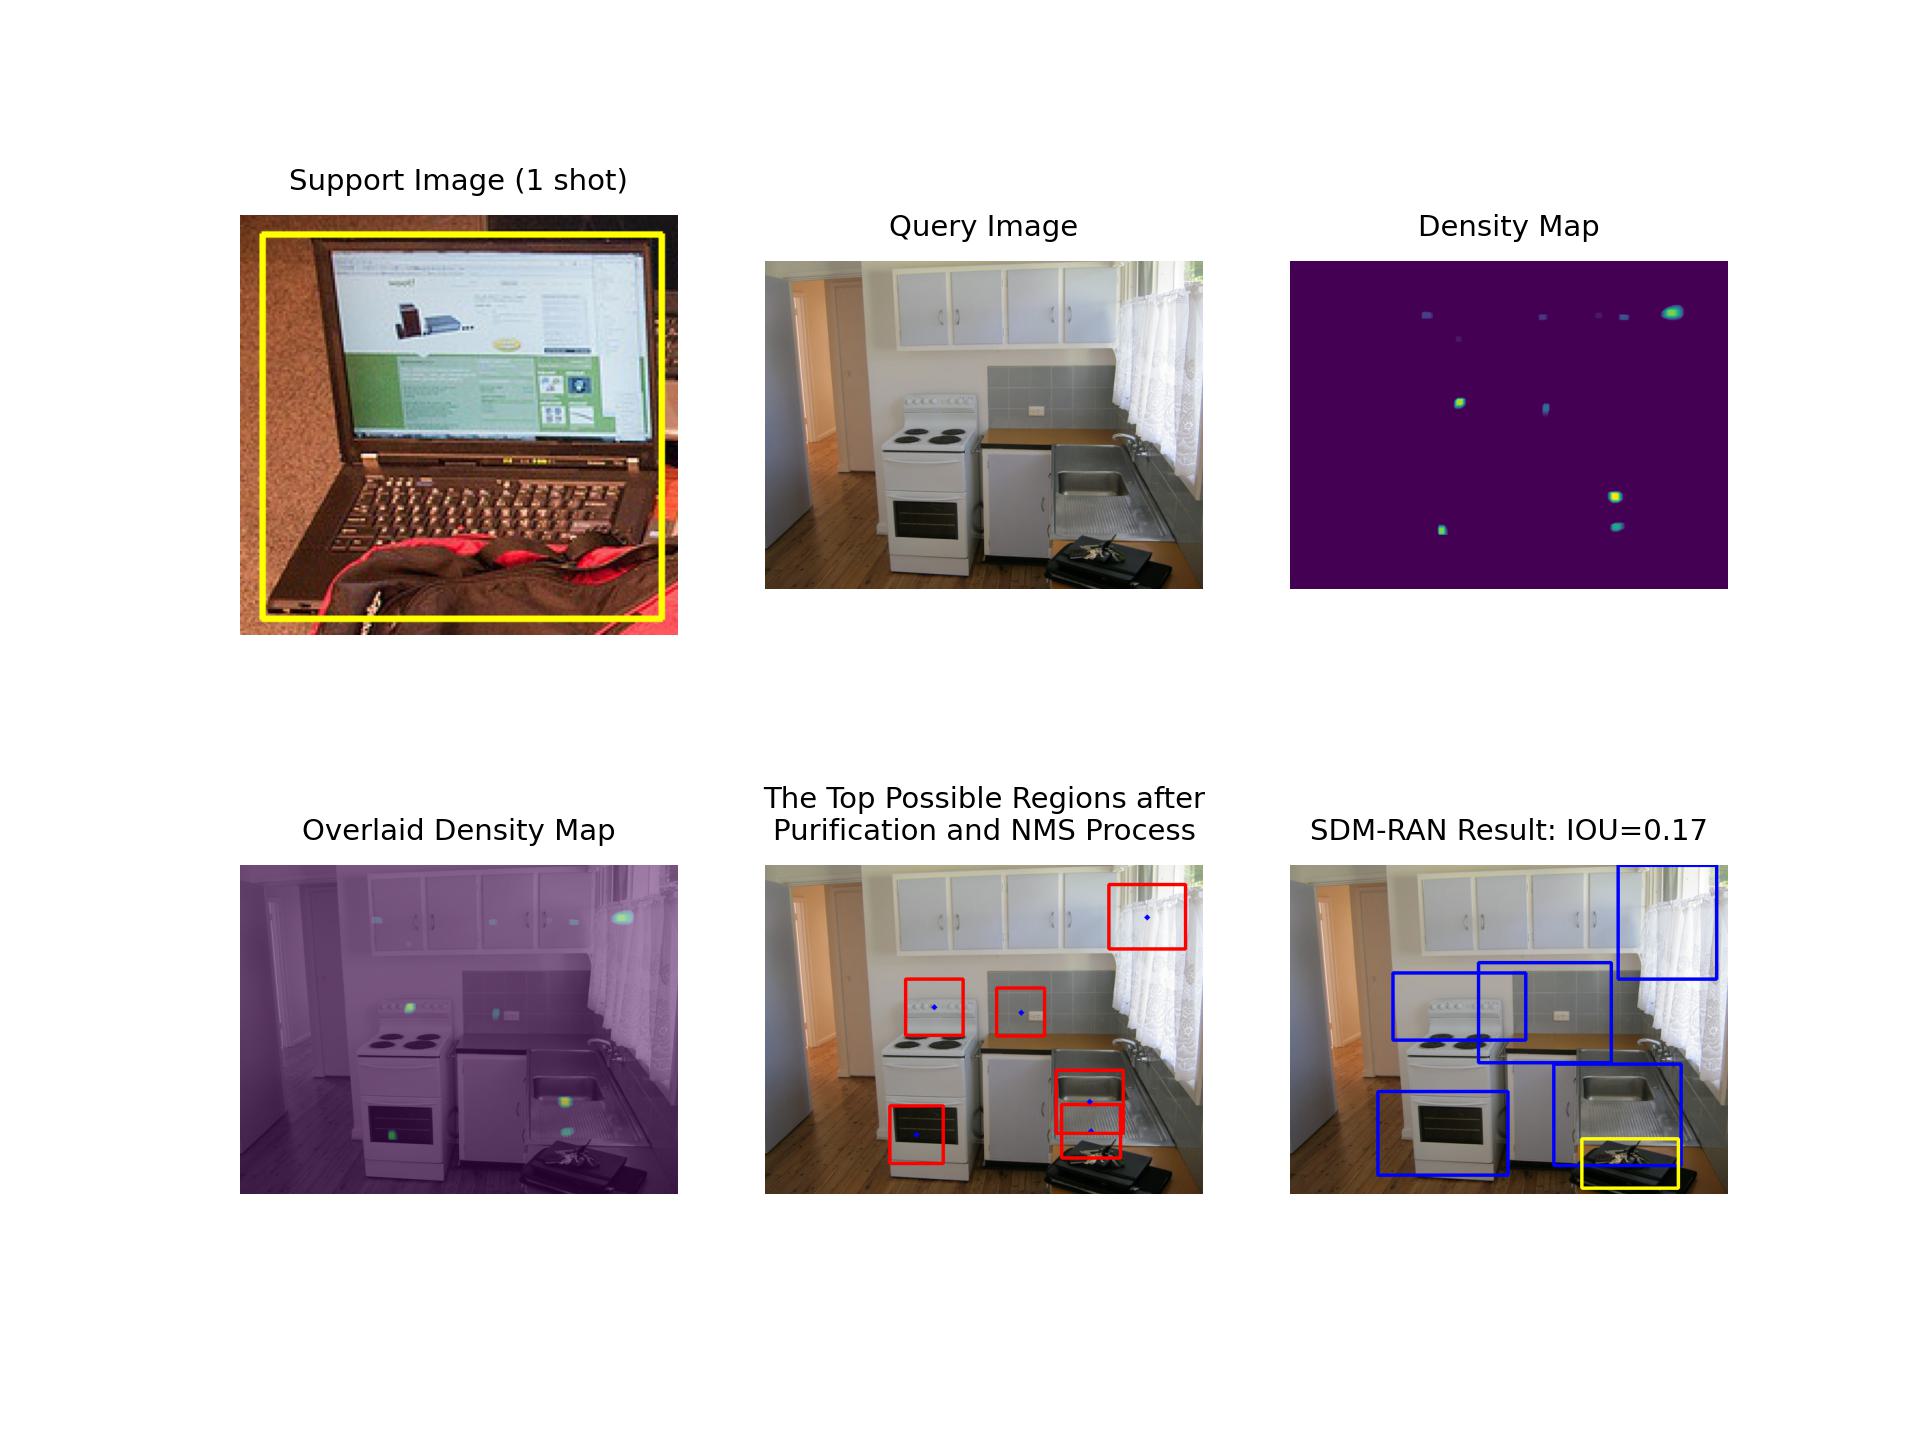 Support Image (1 shot)
Query Image
Density Map
woot!
Overlaid Density Map
The Top Possible Regions after
Purification and NMS Process
SDM-RAN Result: IOU=0.17